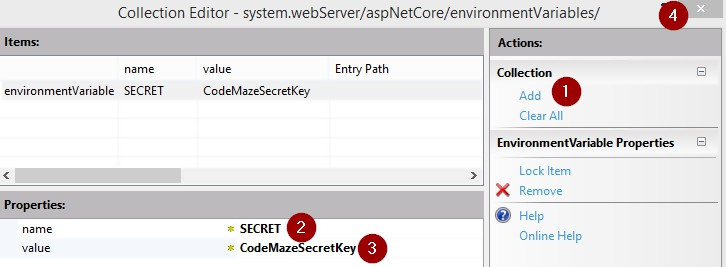 Collection Editor - system.webServer/aspNetCore/environmentVariables/
4
×
Items:
name value Entry Path
environmentVariable SECRET CodeMazeSecretKey
Properties:
name SECRET 2
value CodeMazeSecretKey 3
Actions:
Collection
Add 1
Clear All
EnvironmentVariable Properties
Lock Item
Remove
Help
Online Help